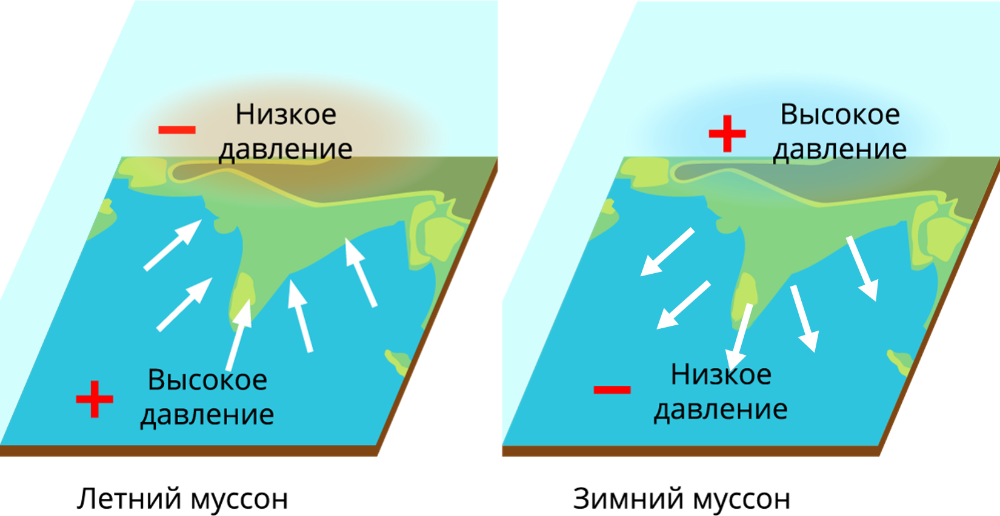 Низкое
давление
Высокое
давление
Летний муссон
Высокое
давление
Низкое
давление
Зимний муссон